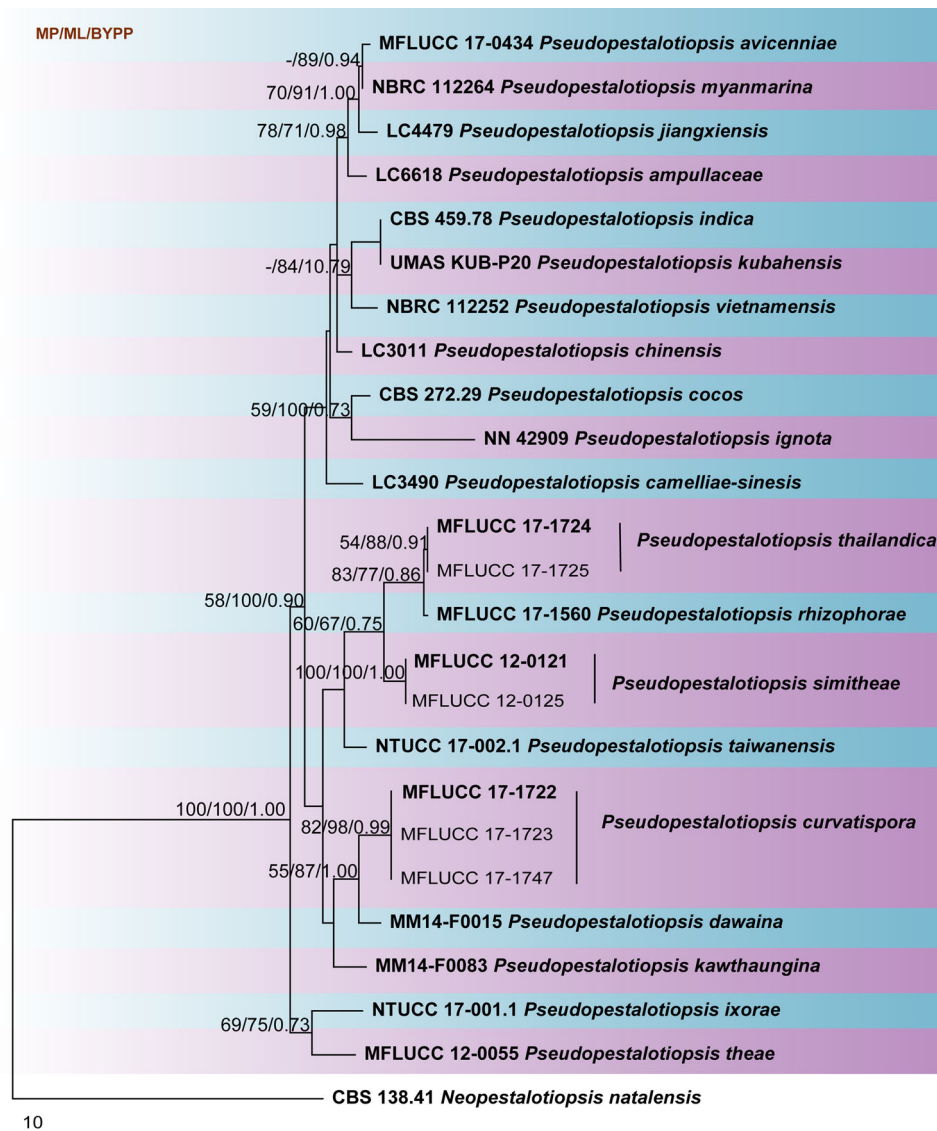 MP/ML/BYPP
MFLUCC 17-0434 Pseudopestalotiopsis avicenniae
-/89/0.94
NBRC 112264 Pseudopestalotiopsis myanmarina
70/91/1.00
78/71/0.98
LC4479 Pseudopestalotiopsis jiangxiensis
LC6618 Pseudopestalotiopsis ampullaceae
CBS 459.78 Pseudopestalotiopsis indica
-/84/10.79
UMAS KUB-P20 Pseudopestalotiopsis kubahensis
NBRC 112252 Pseudopestalotiopsis vietnamensis
LC3011 Pseudopestalotiopsis chinensis
CBS 272.29 Pseudopestalotiopsis cocos
59/100/0.73
NN 42909 Pseudopestalotiopsis ignota
LC3490 Pseudopestalotiopsis camelliae-sinesis
MFLUCC 17-1724
54/88/0.91
Pseudopestalotiopsis thailandica
83/77/0.86
MFLUCC 17-1725
58/100/0.90
MFLUCC 17-1560 Pseudopestalotiopsis rhizophorae
60/67/0.75
MFLUCC 12-0121
100/100/1.00
Pseudopestalotiopsis simitheae
MFLUCC 12-0125
NTUCC 17-002.1 Pseudopestalotiopsis taiwanensis
MFLUCC 17-1722
100/100/1.00
82/98/0.99
Pseudopestalotiopsis curvatispora
MFLUCC 17-1723
55/87/1.00
MFLUCC 17-1747
MM14-F0015 Pseudopestalotiopsis dawaina
MM14-F0083 Pseudopestalotiopsis kawthaungina
NTUCC 17-001.1 Pseudopestalotiopsis ixorae
69/75/0.73
MFLUCC 12-0055 Pseudopestalotiopsis theae
CBS 138.41 Neopestalotiopsis natalensis
10